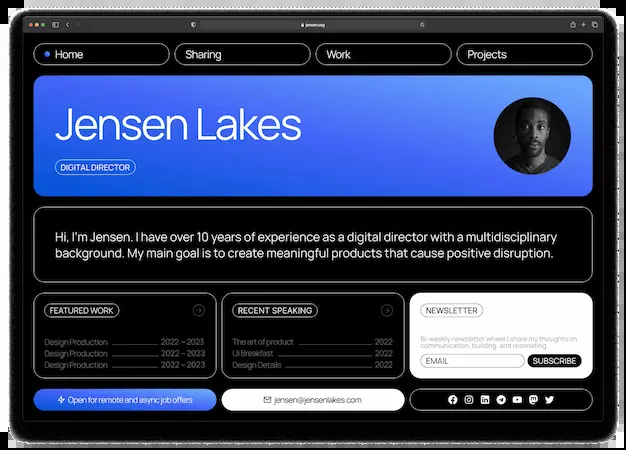 jensen.org
Home
Sharing
Work
Projects
Jensen Lakes
DIGITAL DIRECTOR
Hi, I'm Jensen. I have over 10 years of experience as a digital director with a multidisciplinary
background. My main goal is to create meaningful products that cause positive disruption.
FEATURED WORK
Design Production 2022 – 2023
Design Production 2022 – 2023
Design Production 2022 – 2023
RECENT SPEAKING
The art of product 2022
Ui Breakfast 2022
Design Details 2022
NEWSLETTER
Bi-weekly newsletter where I share my thoughts on
communication, building, and resonating.
EMAIL
SUBSCRIBE
Open for remote and async job offers
jensen@jensenlakes.com